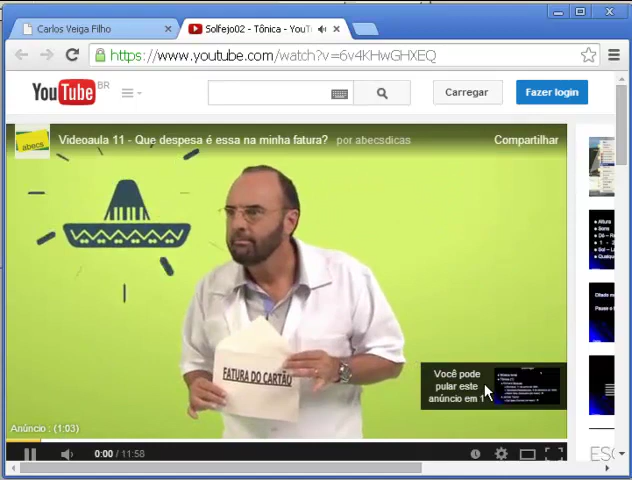 Carlos Veiga Filho
Solfejo02 - Tônica - YouT
https://www.youtube.com/watch?v=6v4KHwGHXEQ
YouTube BR
Carregar
Fazer login
abecs
Videoaula 11 - Que despesa é essa na minha fatura? por abecsdicas
Compartilhar
FATURA DO CARTÃO
Você pode
pular este
anúncio em 1
Anúncio : (1:03)
0:00 / 11:58